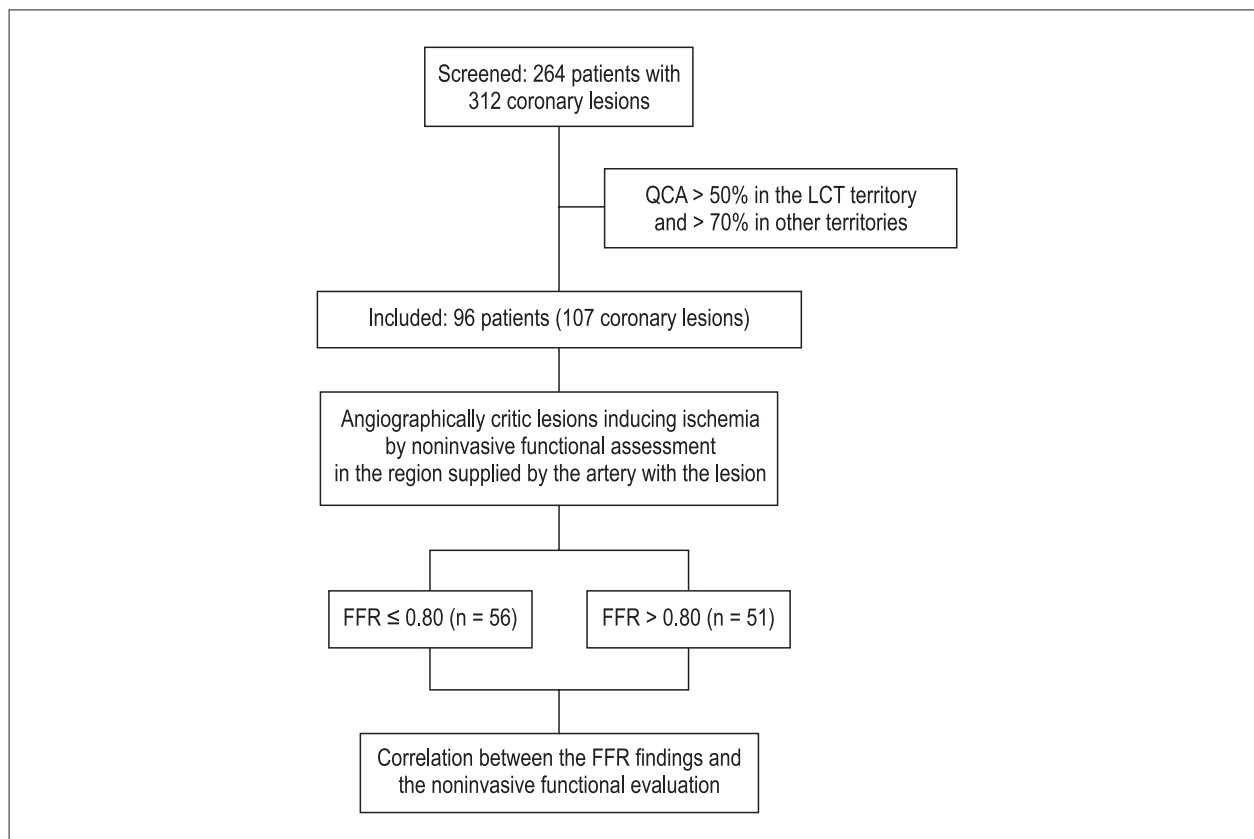 Screened: 264 patients with
312 coronary lesions
QCA > 50% in the LCT territory
and > 70% in other territories
Included: 96 patients (107 coronary lesions)
Angiographically critic lesions inducing ischemia
by noninvasive functional assessment
in the region supplied by the artery with the lesion
FFR ≤ 0.80 (n = 56)
FFR > 0.80 (n = 51)
Correlation between the FFR findings and
the noninvasive functional evaluation